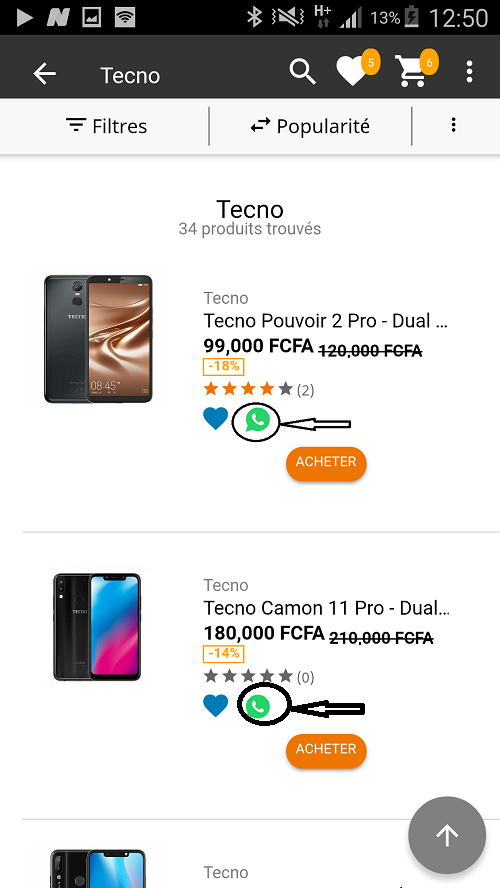 H+ 13% 12:50
Tecno 5 6
Filtres Popularité
Tecno
34 produits trouvés
Tecno
Tecno Pouvoir 2 Pro - Dual ...
99,000 FCFA 120,000 FCFA
-18%
(2)
TECNO
08:45
ACHETER
Tecno
Tecno Camon 11 Pro - Dual...
180,000 FCFA 210,000 FCFA
-14%
(0)
TECNO
ACHETER
Tecno